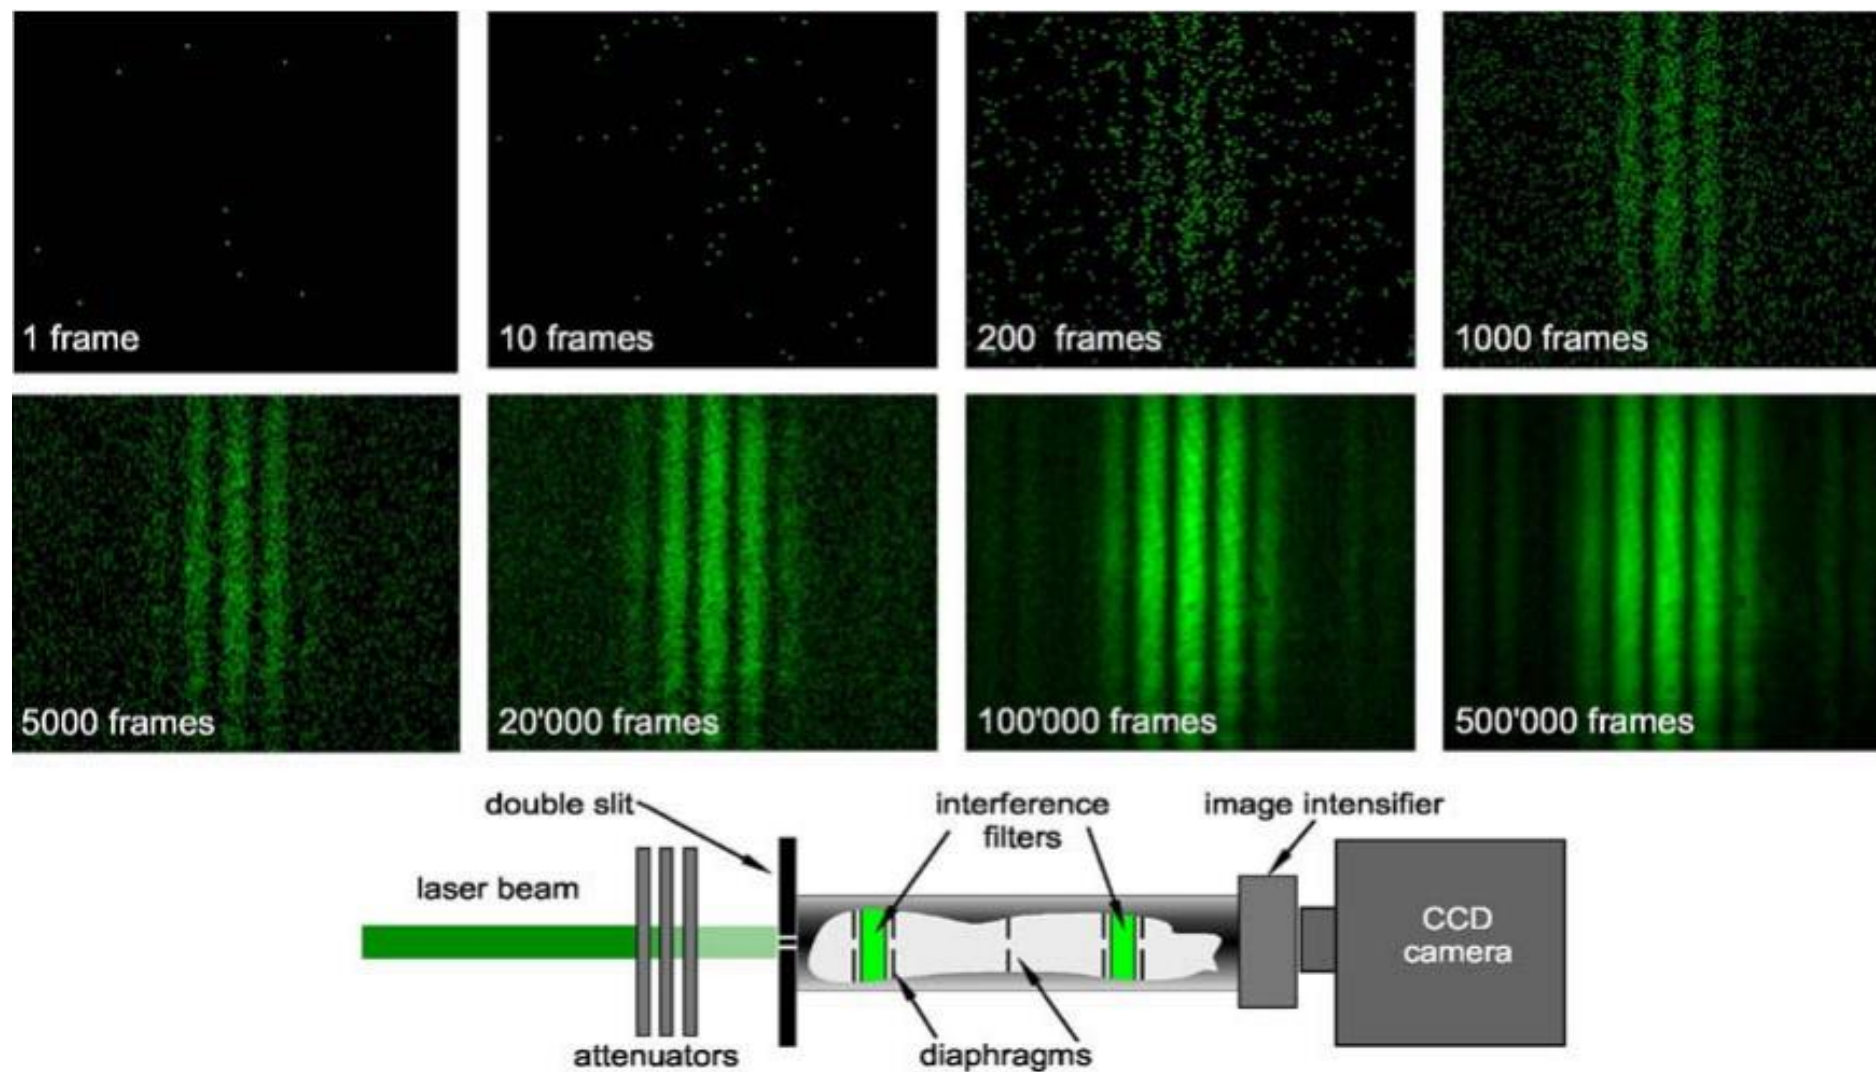 1 frame
10 frames
200 frames
1000 frames
5000 frames
20'000 frames
100'000 frames
500'000 frames
double slit
interference
filters
image intensifier
laser beam
CCD
camera
attenuators
diaphragms